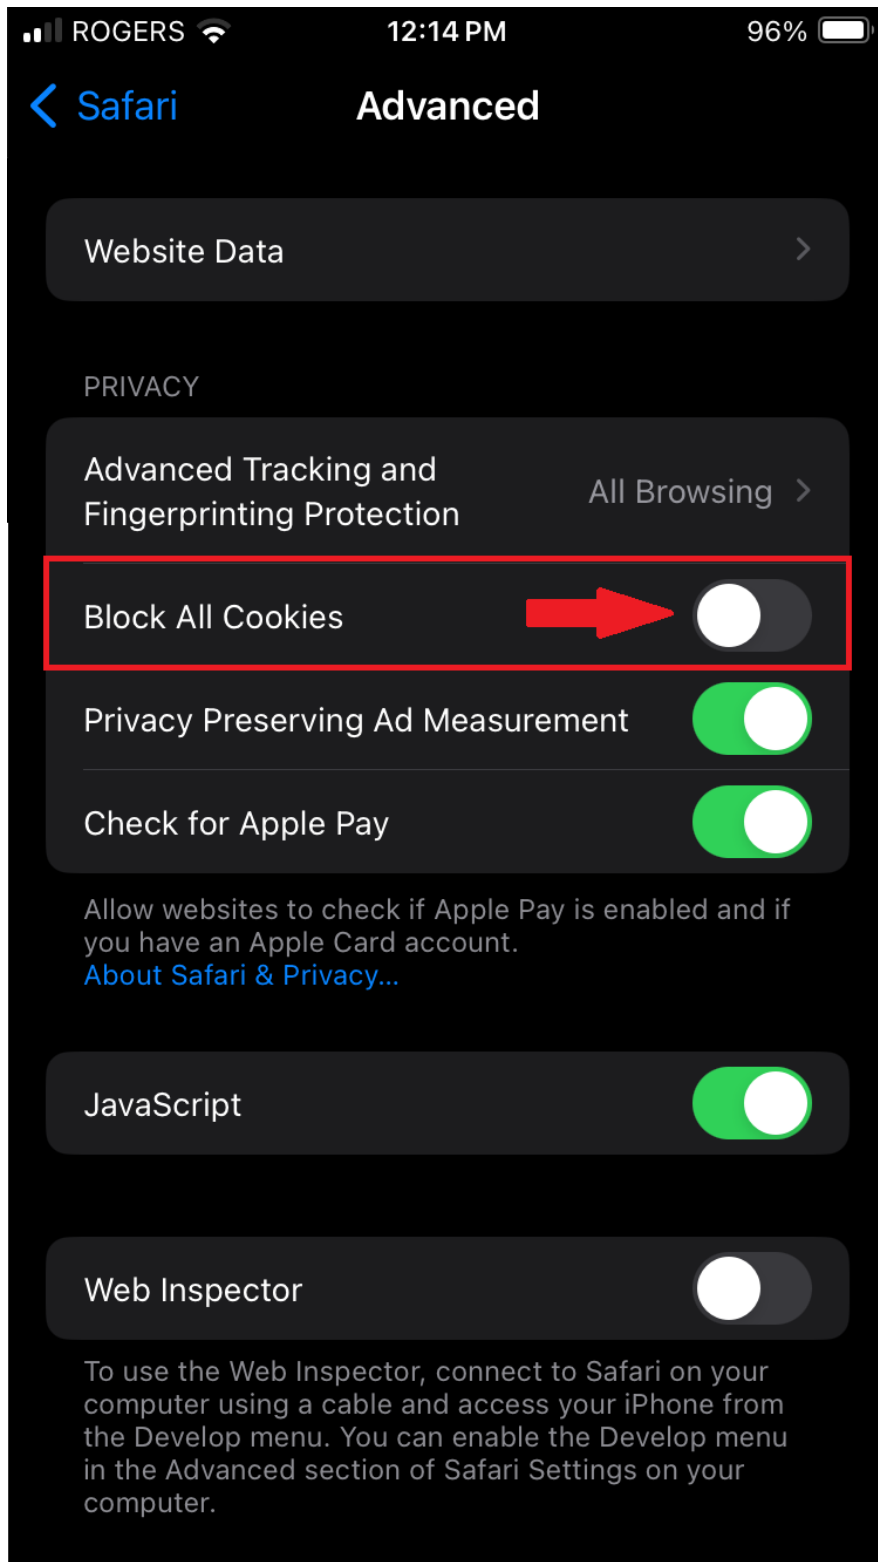 ROGERS 12:14 PM 96%
Safari Advanced
Website Data
PRIVACY
Advanced Tracking and
Fingerprinting Protection
All Browsing
Block All Cookies
Privacy Preserving Ad Measurement
Check for Apple Pay
Allow websites to check if Apple Pay is enabled and if
you have an Apple Card account.
About Safari & Privacy...
JavaScript
Web Inspector
To use the Web Inspector, connect to Safari on your
computer using a cable and access your iPhone from
the Develop menu. You can enable the Develop menu
in the Advanced section of Safari Settings on your
computer.